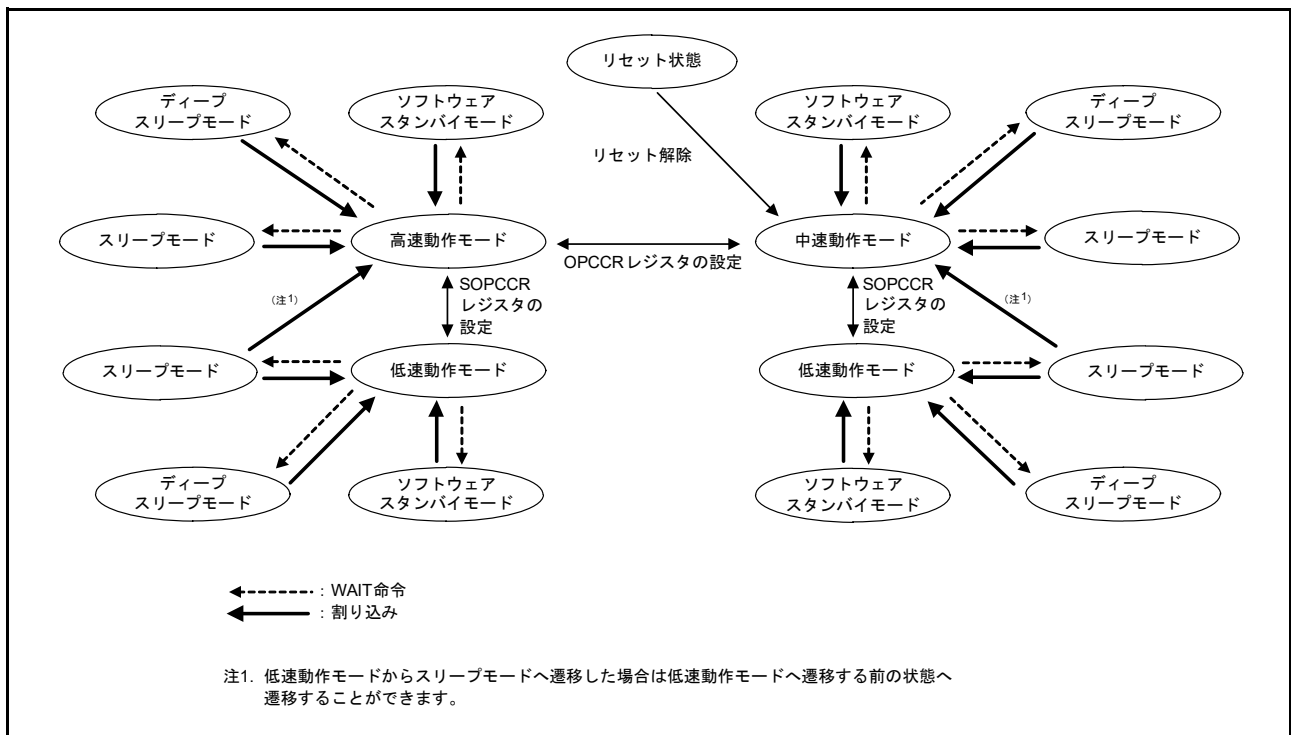 リセット状態
ディープ
スリープモード
ソフトウェア
スタンバイモード
ソフトウェア
スタンバイモード
ディープ
スリープモード
リセット解除
スリープモード
高速動作モード
OPCCRレジスタの設定
中速動作モード
スリープモード
(注1)
SOPCCR
レジスタの
設定
SOPCCR
レジスタの
設定
(注1)
スリープモード
低速動作モード
低速動作モード
スリープモード
ディープ
スリープモード
ソフトウェア
スタンバイモード
ソフトウェア
スタンバイモード
ディープ
スリープモード
: WAIT命令
: 割り込み
注1. 低速動作モードからスリープモードへ遷移した場合は低速動作モードへ遷移する前の状態へ
遷移することができます。